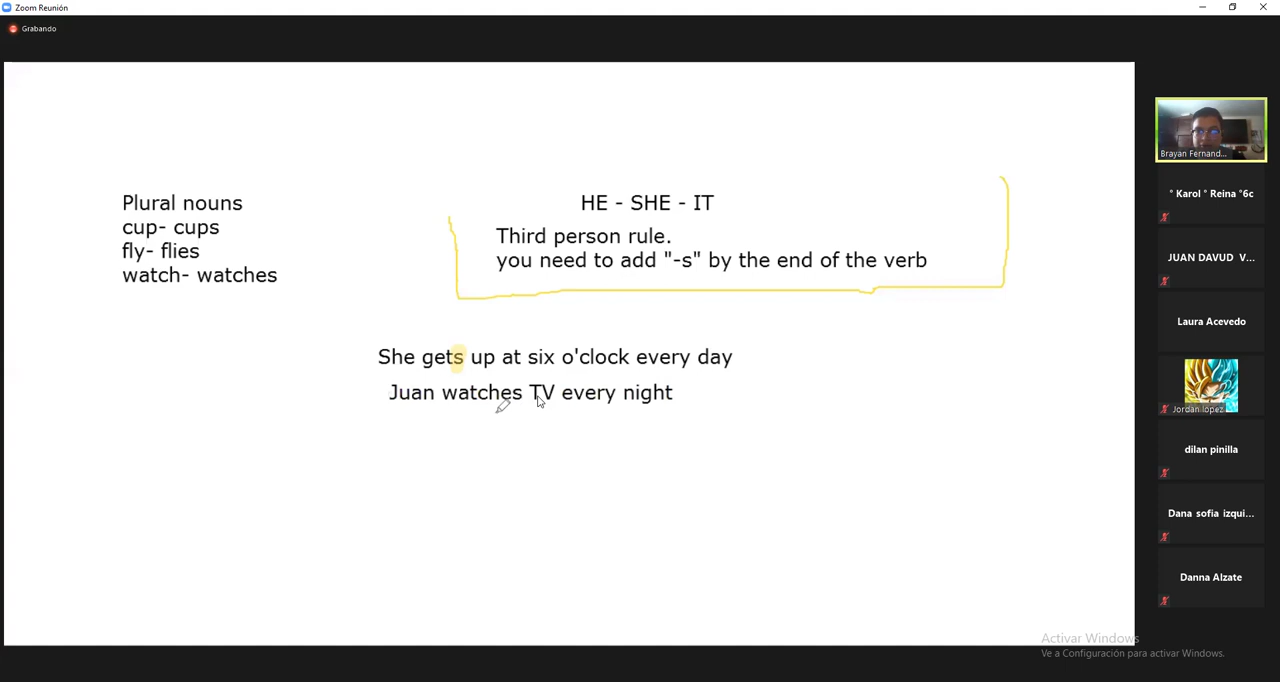 Zoom Reunión
Grabando
Plural nouns
cup- cups
fly- flies
watch- watches
HE - SHE - IT
Third person rule.
you need to add "-s" by the end of the verb
She gets up at six o'clock every day
Juan watches TV every night
Brayan Fernand...
° Karol ° Reina °6c
JUAN DAVUD V...
Laura Acevedo
Jordan lopez
dilan pinilla
Dana sofia izqui...
Danna Alzate
Activar Windows
Ve a Configuración para activar Windows.